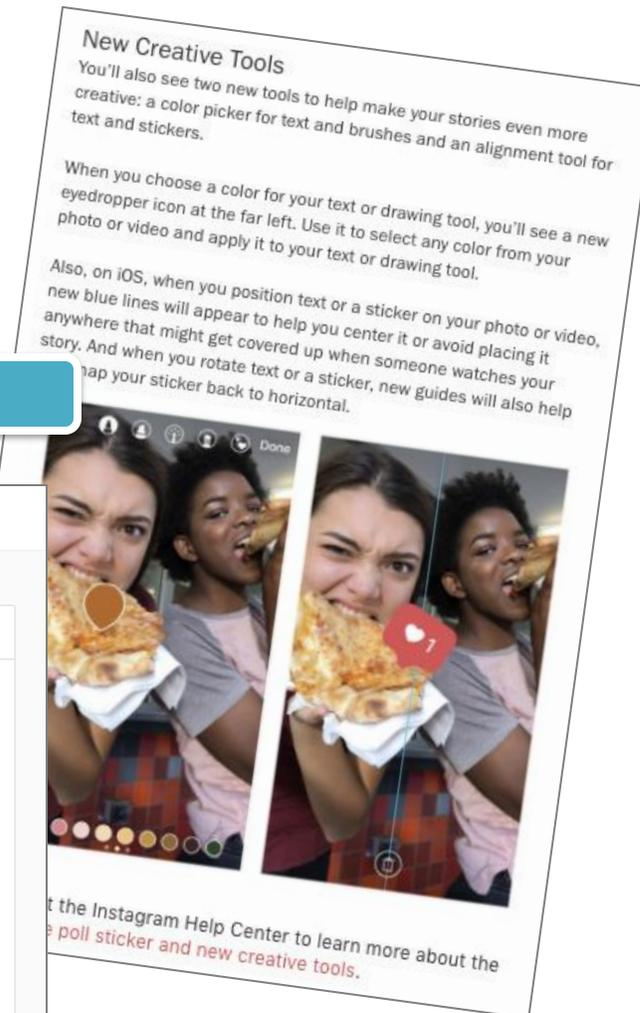 New Creative Tools
You'll also see two new tools to help make your stories even more
creative: a color picker for text and brushes and an alignment tool for
text and stickers.
When you choose a color for your text or drawing tool, you'll see a new
eyedropper icon at the far left. Use it to select any color from your
photo or video and apply it to your text or drawing tool.
Also, on iOS, when you position text or a sticker on your photo or video,
new blue lines will appear to help you center it or avoid placing it
anywhere that might get covered up when someone watches your
story. And when you rotate text or a sticker, new guides will also help
your sticker back to horizontal.
Done
1
the Instagram Help Center to learn more about the
poll sticker and new creative tools.